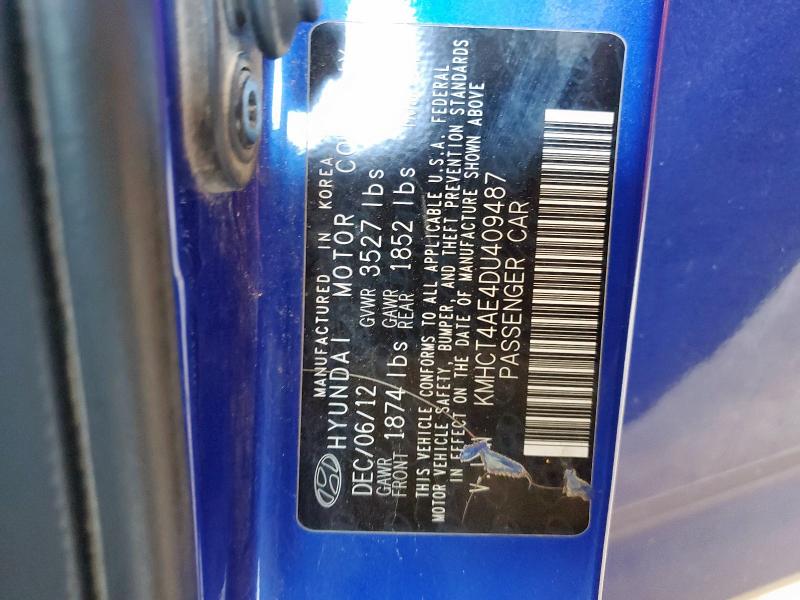 MANUFACTURED IN KOREA
HYUNDAI MOTOR
DEC/06/12 GVWR 3527 lbs
GAWR FRONT 1874 lbs GAWR REAR 1852 lbs
THIS VEHICLE CONFORMS TO ALL APPLICABLE U.S.A. FEDERAL
MOTOR VEHICLE SAFETY, BUMPER, AND THEFT PREVENTION STANDARDS
IN EFFECT ON THE DATE OF MANUFACTURE SHOWN ABOVE
KMHCT4AE4DU409487
PASSENGER CAR